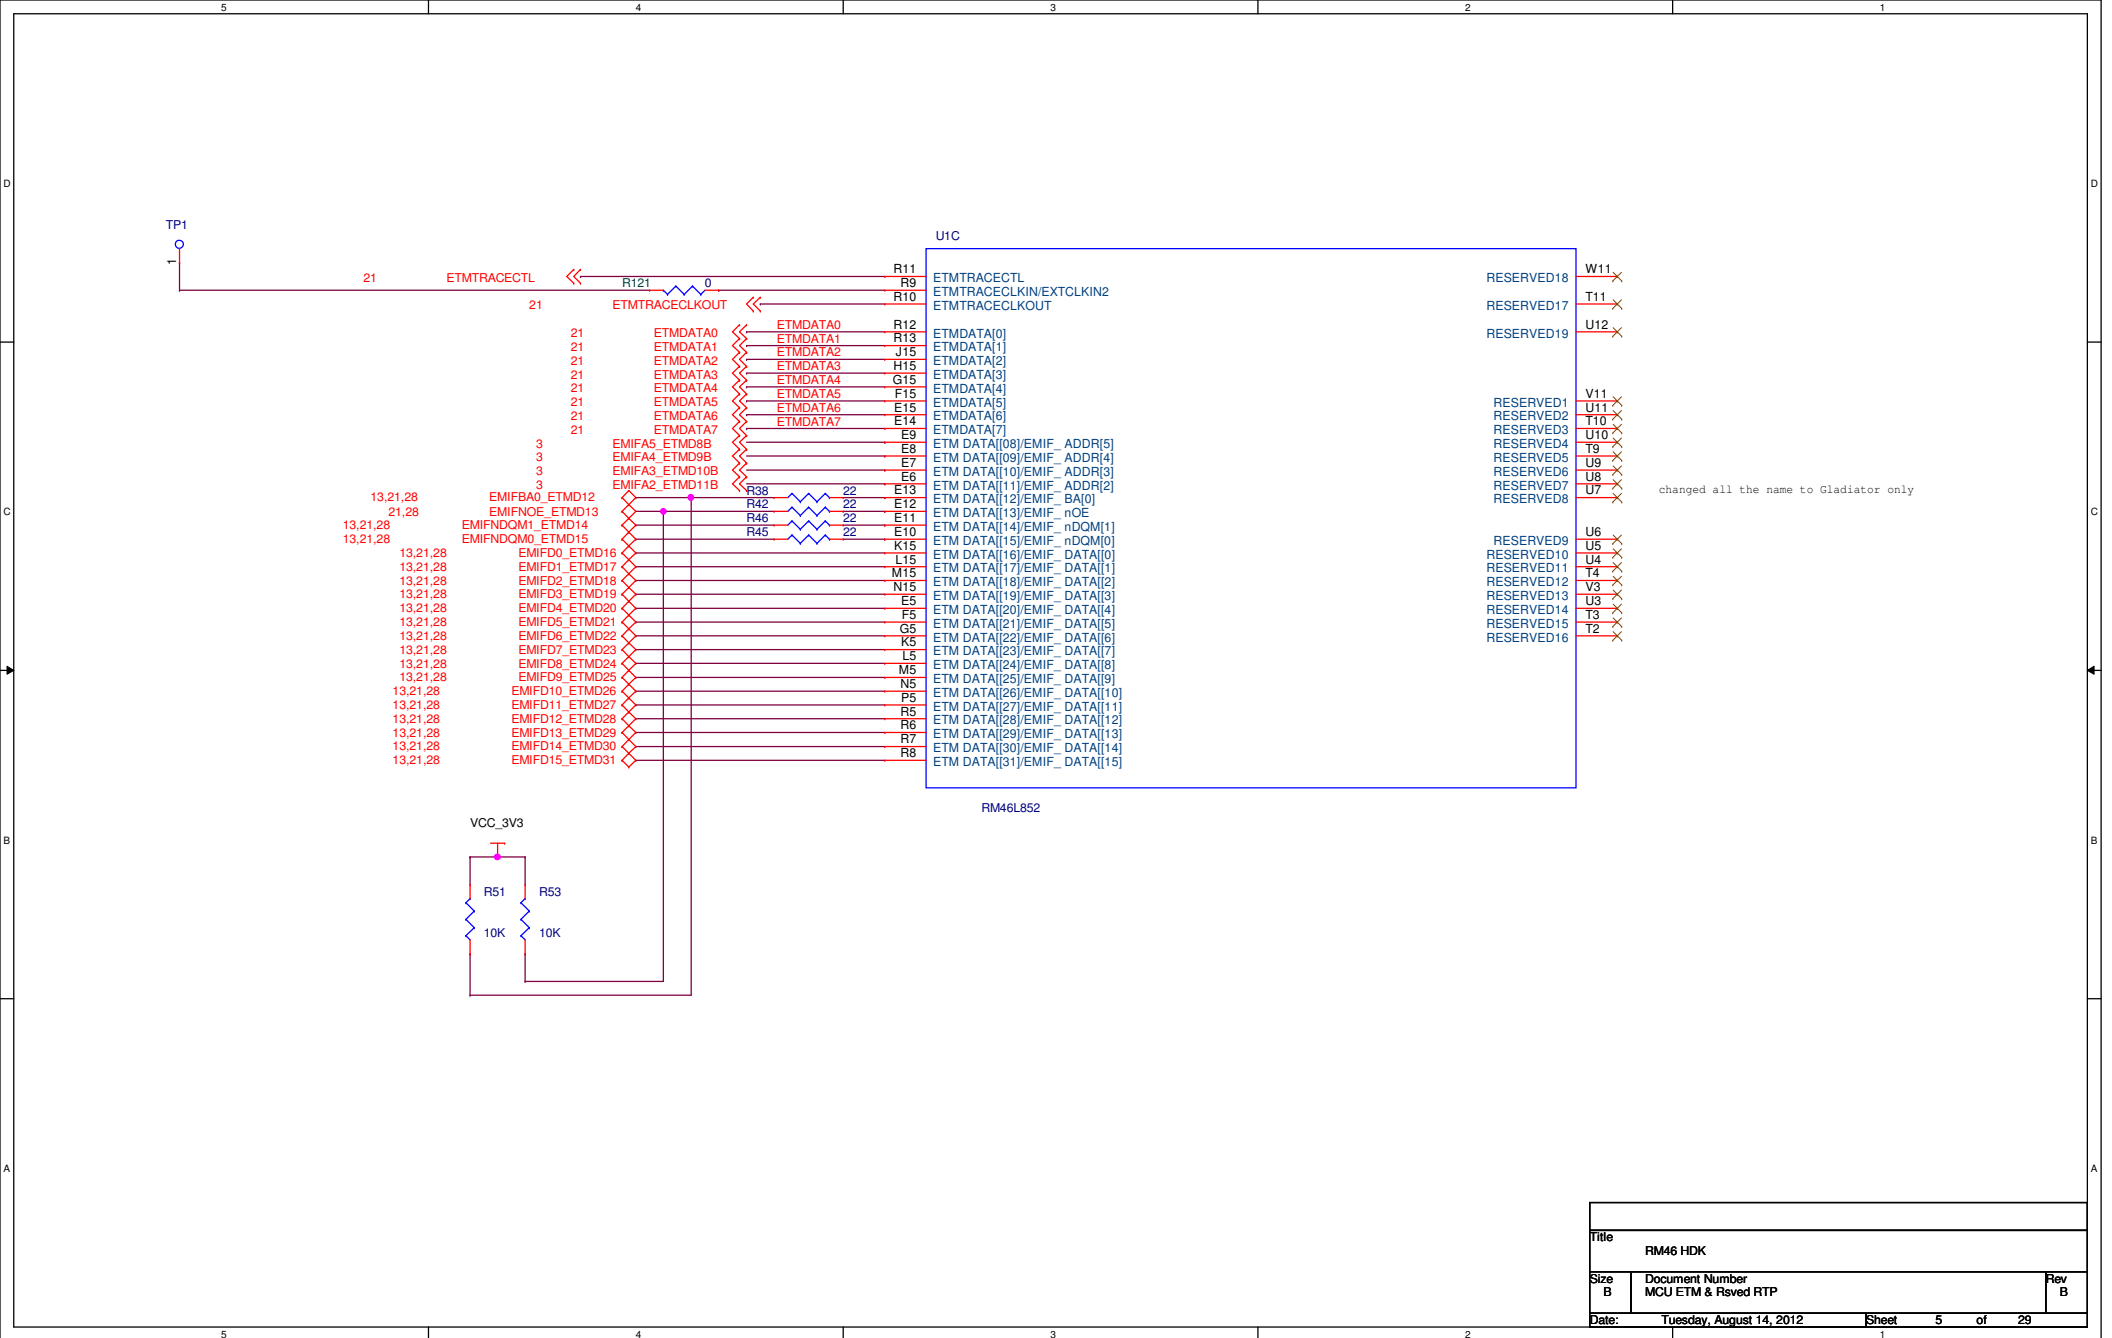 5 4 3 2 1
D D
TP1
1
U1C
21 ETMTRACECTL R11 ETMTRACECTL RESERVED18 W11
R121 0 R9 ETMTRACECLKIN/EXTCLKIN2
21 ETMTRACECLKOUT R10 ETMTRACECLKOUT RESERVED17 T11
21 ETMDATA0 ETMDATA0 R12 ETMDATA[0] RESERVED19 U12
21 ETMDATA1 ETMDATA1 R13 ETMDATA[1]
21 ETMDATA2 ETMDATA2 J15 ETMDATA[2]
21 ETMDATA3 ETMDATA3 H15 ETMDATA[3]
21 ETMDATA4 ETMDATA4 G15 ETMDATA[4]
21 ETMDATA5 ETMDATA5 F15 ETMDATA[5] RESERVED1 V11
21 ETMDATA6 ETMDATA6 E15 ETMDATA[6] RESERVED2 U11
21 ETMDATA7 ETMDATA7 E14 ETMDATA[7] RESERVED3 T10
3 EMIFA5_ETMD8B E9 ETM DATA[[08]/EMIF_ ADDR[5] RESERVED4 U10
3 EMIFA4_ETMD9B E8 ETM DATA[[09]/EMIF_ ADDR[4] RESERVED5 T9
3 EMIFA3_ETMD10B E7 ETM DATA[[10]/EMIF_ ADDR[3] RESERVED6 U9
3 EMIFA2_ETMD11B E6 ETM DATA[[11]/EMIF_ ADDR[2] RESERVED7 U8
13,21,28 EMIFBA0_ETMD12 R38 22 E13 ETM DATA[[12]/EMIF_ BA[0] RESERVED8 U7
changed all the name to Gladiator only
C C
21,28 EMIFNOE_ETMD13 R42 22 E12 ETM DATA[[13]/EMIF_ nOE
13,21,28 EMIFNDQM1_ETMD14 R46 22 E11 ETM DATA[[14]/EMIF_ nDQM[1]
13,21,28 EMIFNDQM0_ETMD15 R45 22 E10 ETM DATA[[15]/EMIF_ nDQM[0] RESERVED9 U6
13,21,28 EMIFD0_ETMD16 K15 ETM DATA[[16]/EMIF_ DATA[[0] RESERVED10 U5
13,21,28 EMIFD1_ETMD17 L15 ETM DATA[[17]/EMIF_ DATA[[1] RESERVED11 U4
13,21,28 EMIFD2_ETMD18 M15 ETM DATA[[18]/EMIF_ DATA[[2] RESERVED12 T4
13,21,28 EMIFD3_ETMD19 N15 ETM DATA[[19]/EMIF_ DATA[[3] RESERVED13 V3
13,21,28 EMIFD4_ETMD20 E5 ETM DATA[[20]/EMIF_ DATA[[4] RESERVED14 U3
13,21,28 EMIFD5_ETMD21 F5 ETM DATA[[21]/EMIF_ DATA[[5] RESERVED15 T3
13,21,28 EMIFD6_ETMD22 G5 ETM DATA[[22]/EMIF_ DATA[[6] RESERVED16 T2
13,21,28 EMIFD7_ETMD23 K5 ETM DATA[[23]/EMIF_ DATA[[7]
13,21,28 EMIFD8_ETMD24 L5 ETM DATA[[24]/EMIF_ DATA[[8]
13,21,28 EMIFD9_ETMD25 M5 ETM DATA[[25]/EMIF_ DATA[[9]
13,21,28 EMIFD10_ETMD26 N5 ETM DATA[[26]/EMIF_ DATA[[10]
13,21,28 EMIFD11_ETMD27 P5 ETM DATA[[27]/EMIF_ DATA[[11]
13,21,28 EMIFD12_ETMD28 R5 ETM DATA[[28]/EMIF_ DATA[[12]
13,21,28 EMIFD13_ETMD29 R6 ETM DATA[[29]/EMIF_ DATA[[13]
13,21,28 EMIFD14_ETMD30 R7 ETM DATA[[30]/EMIF_ DATA[[14]
13,21,28 EMIFD15_ETMD31 R8 ETM DATA[[31]/EMIF_ DATA[[15]
RM46L852
VCC_3V3
B B
R51 R53
10K 10K
A A
Title
RM46 HDK
Size Document Number Rev
B MCU ETM & Rsved RTP B
Date: Tuesday, August 14, 2012 Sheet 5 of 29
5 4 3 2 1